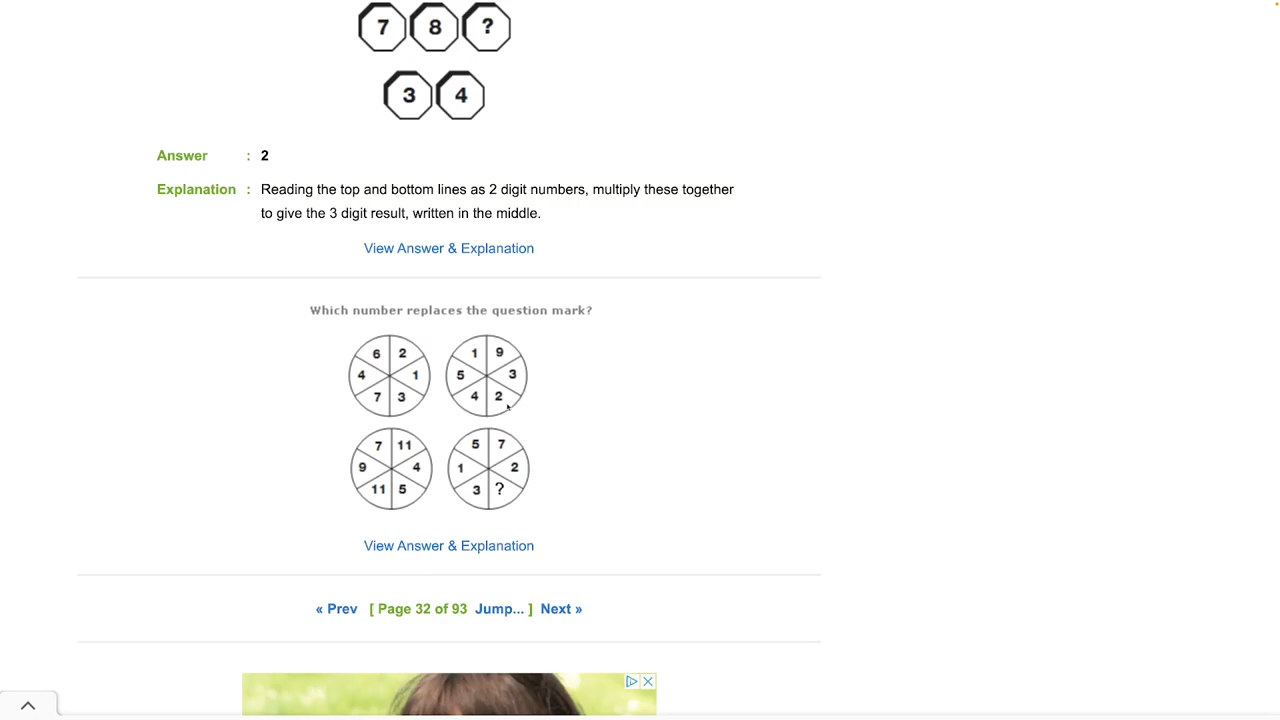 7 8 ?
3 4
Answer : 2
Explanation : Reading the top and bottom lines as 2 digit numbers, multiply these together
to give the 3 digit result, written in the middle.
View Answer & Explanation
Which number replaces the question mark?
6 2 1 9
4 1 5 3
7 3 4 2
7 11 5 7
9 4 1 2
11 5 3 ?
View Answer & Explanation
« Prev [ Page 32 of 93 Jump... ] Next »